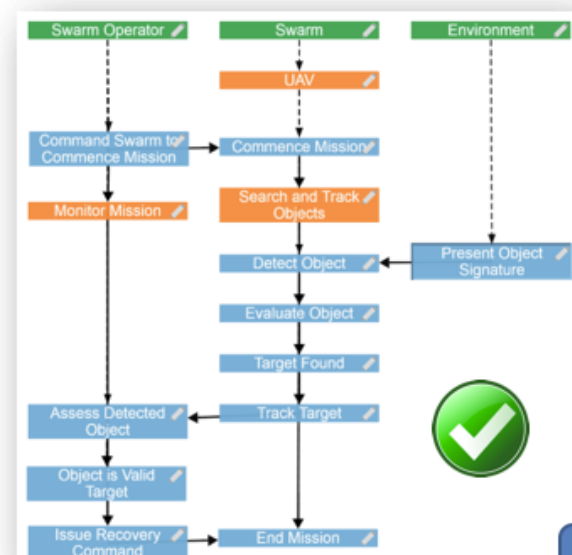 Swarm Operator
Swarm
Environment
UAV
Command Swarm to
Commence Mission
Commence Mission
Monitor Mission
Search and Track
Objects
Detect Object
Present Object
Signature
Evaluate Object
Target Found
Assess Detected
Object
Track Target
Object is Valid
Target
Issue Recovery
Command
End Mission